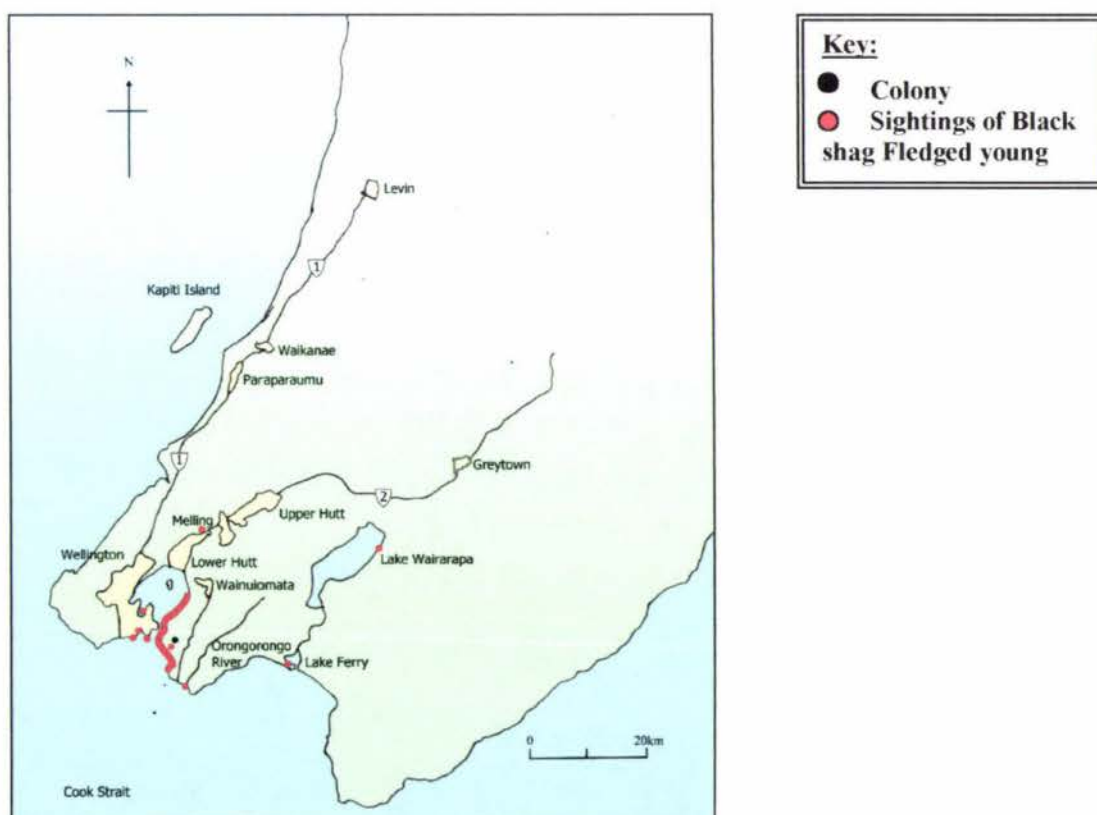 Key:
Colony
Sightings of Black
shag Fledged young
N
Levin
1
Kapiti Island
Waikanae
Paraparaumu
1
Greytown
2
Melling
Upper Hutt
Wellington
Lower Hutt
Lake Wairarapa
Wainuiomata
Orongorongo
River
Lake Ferry
0
20km
Cook Strait